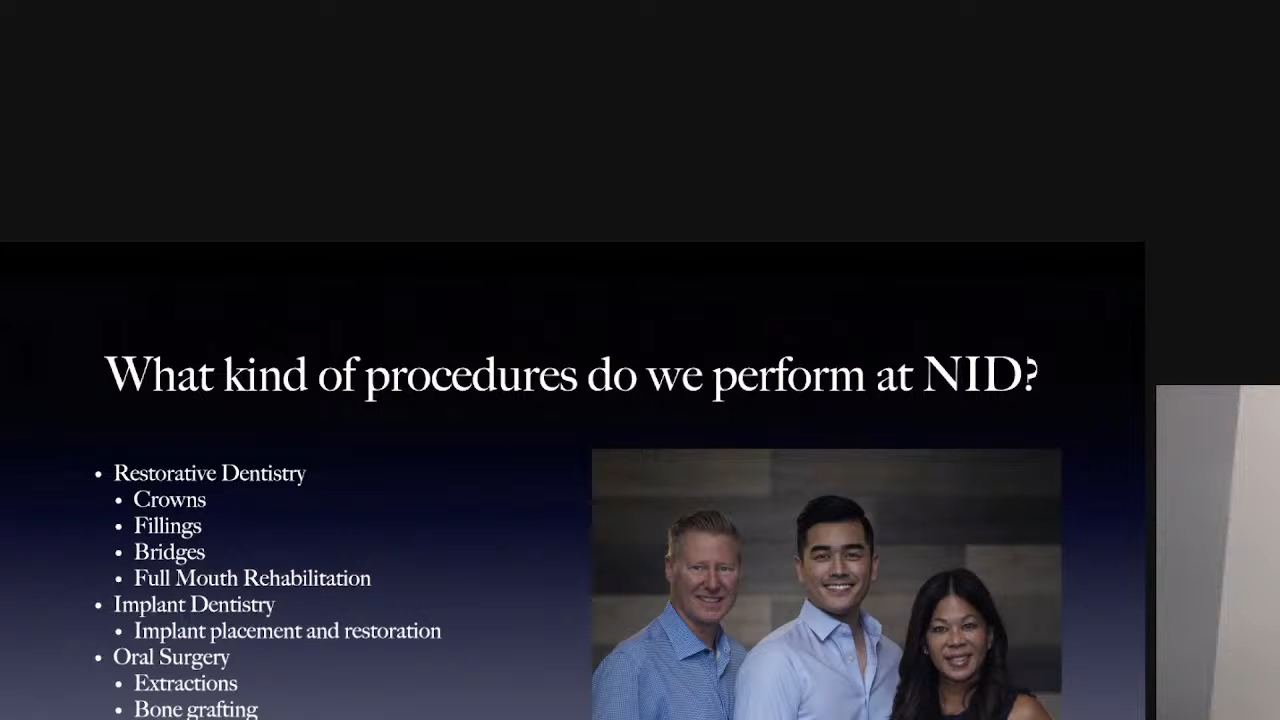 What kind of procedures do we perform at NID?
• Restorative Dentistry
• Crowns
• Fillings
• Bridges
• Full Mouth Rehabilitation
• Implant Dentistry
• Implant placement and restoration
• Oral Surgery
• Extractions
• Bone grafting